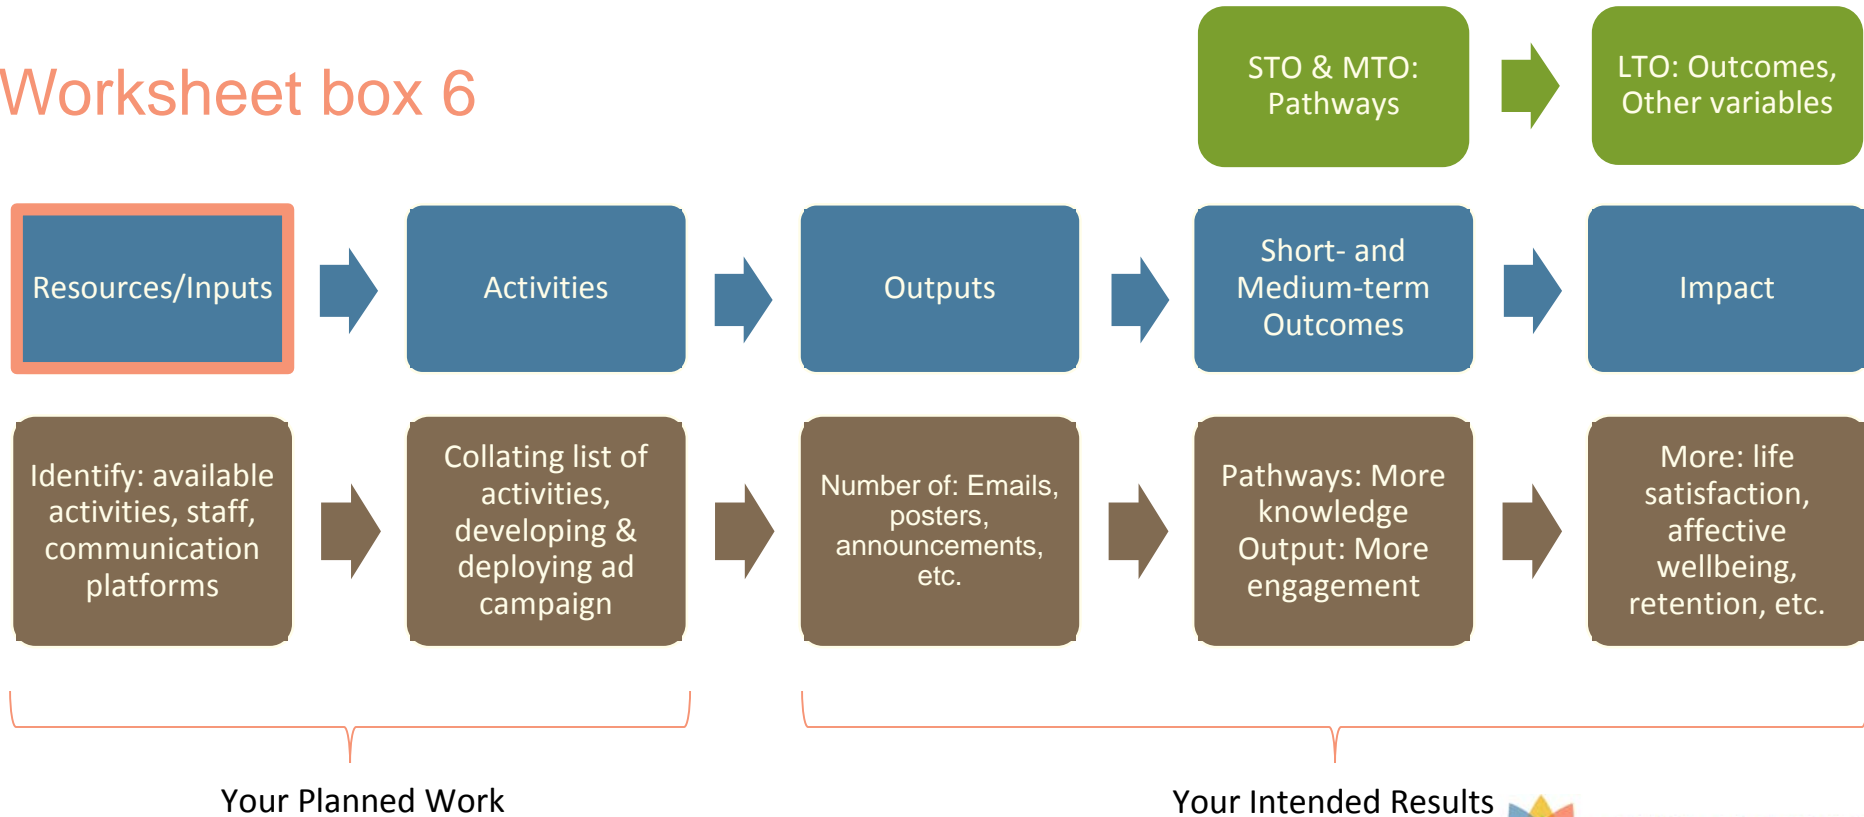 Worksheet box 6
STO & MTO:
Pathways
LTO: Outcomes,
Other variables
Resources/Inputs
Activities
Outputs
Short- and
Medium-term
Outcomes
Impact
Identify: available
activities, staff,
communication
platforms
Collating list of
activities,
developing &
deploying ad
campaign
Number of: Emails,
posters,
announcements,
etc.
Pathways: More
knowledge
Output: More
engagement
More: life
satisfaction,
affective
wellbeing,
retention, etc.
Your Planned Work
Your Intended Results